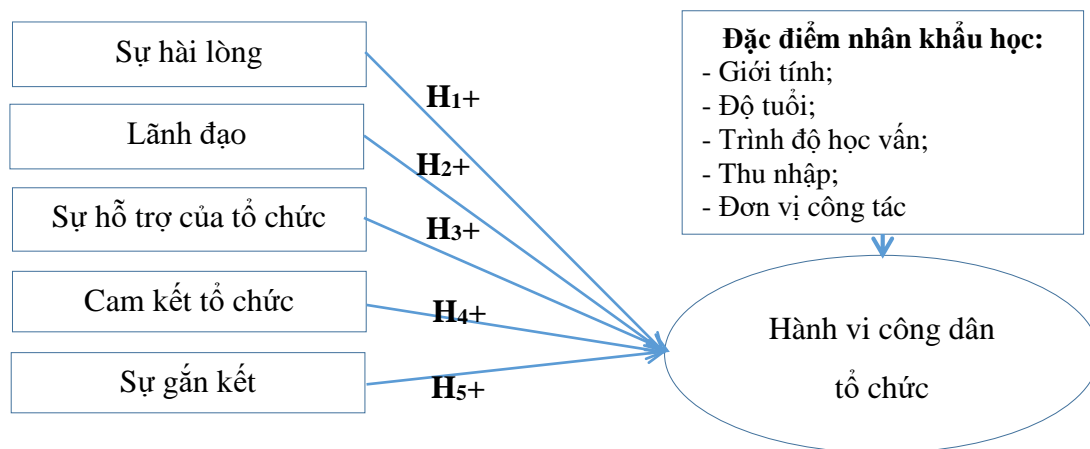 Sự hài lòng
Lãnh đạo
Sự hỗ trợ của tổ chức
Cam kết tổ chức
Sự gắn kết
H1+
H2+
H3+
H4+
H5+
Đặc điểm nhân khẩu học:
- Giới tính;
- Độ tuổi;
- Trình độ học vấn;
- Thu nhập;
- Đơn vị công tác
Hành vi công dân
tổ chức